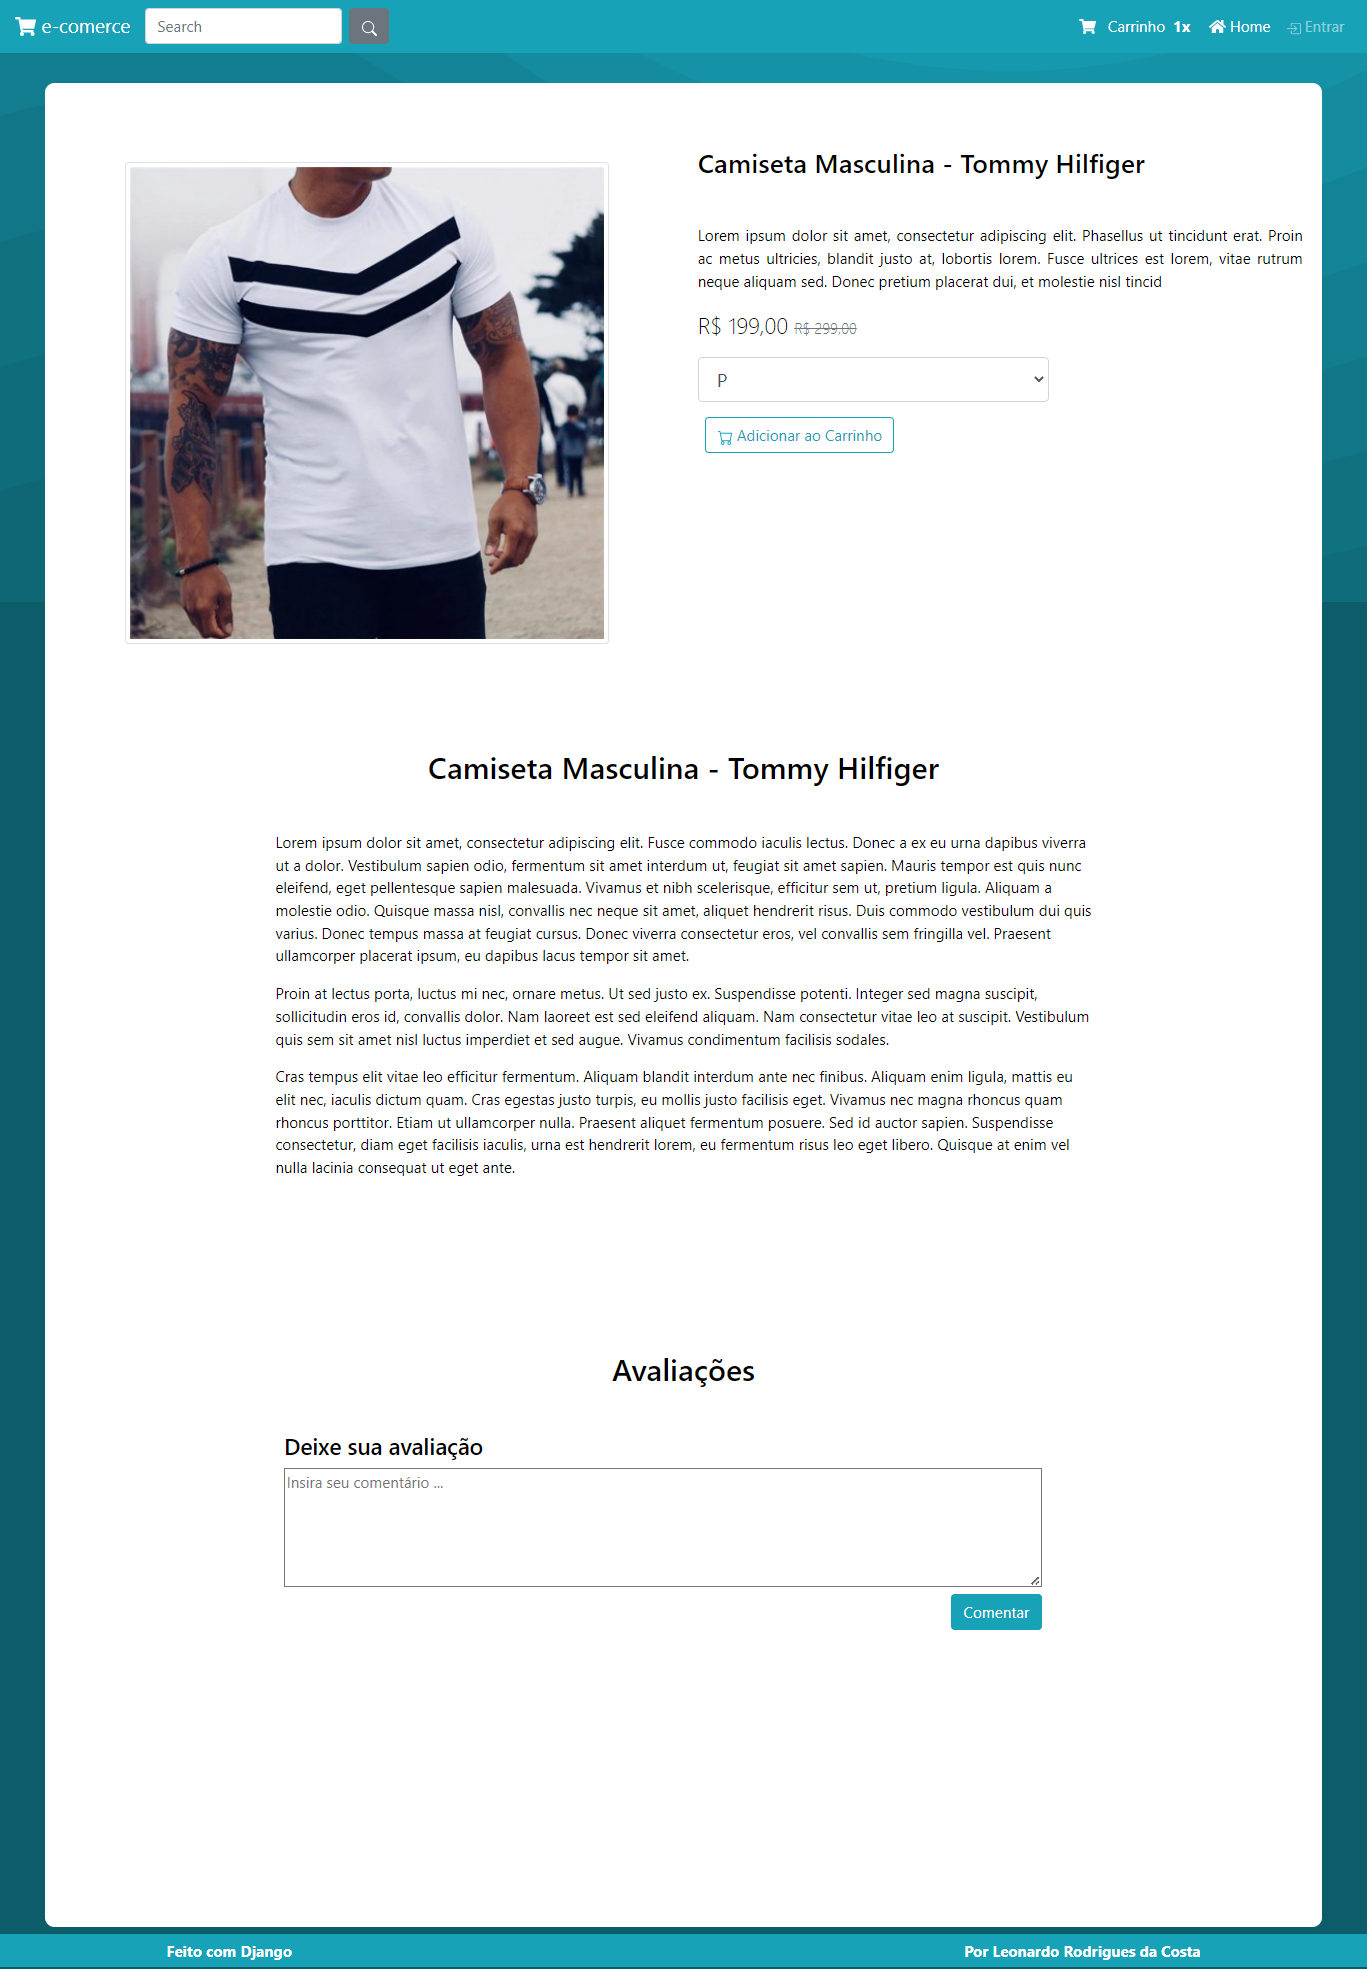 e-comerce
Search
Carrinho 1x
Home
Entrar
Camiseta Masculina - Tommy Hilfiger
Lorem ipsum dolor sit amet, consectetur adipiscing elit. Phasellus ut tincidunt erat. Proin
ac metus ultricies, blandit justo at, lobortis lorem. Fusce ultrices est lorem, vitae rutrum
neque aliquam sed. Donec pretium placerat dui, et molestie nisl tincid
R$ 199,00 R$ 299,00
P
Adicionar ao Carrinho
Camiseta Masculina - Tommy Hilfiger
Lorem ipsum dolor sit amet, consectetur adipiscing elit. Fusce commodo iaculis lectus. Donec a ex eu urna dapibus viverra
ut a dolor. Vestibulum sapien odio, fermentum sit amet interdum ut, feugiat sit amet sapien. Mauris tempor est quis nunc
eleifend, eget pellentesque sapien malesuada. Vivamus et nibh scelerisque, efficitur sem ut, pretium ligula. Aliquam a
molestie odio. Quisque massa nisl, convallis nec neque sit amet, aliquet hendrerit risus. Duis commodo vestibulum dui quis
varius. Donec tempus massa at feugiat cursus. Donec viverra consectetur eros, vel convallis sem fringilla vel. Praesent
ullamcorper placerat ipsum, eu dapibus lacus tempor sit amet.
Proin at lectus porta, luctus mi nec, ornare metus. Ut sed justo ex. Suspendisse potenti. Integer sed magna suscipit,
sollicitudin eros id, convallis dolor. Nam laoreet est sed eleifend aliquam. Nam consectetur vitae leo at suscipit. Vestibulum
quis sem sit amet nisl luctus imperdiet et sed augue. Vivamus condimentum facilisis sodales.
Cras tempus elit vitae leo efficitur fermentum. Aliquam blandit interdum ante nec finibus. Aliquam enim ligula, mattis eu
elit nec, iaculis dictum quam. Cras egestas justo turpis, eu mollis justo facilisis eget. Vivamus nec magna rhoncus quam
rhoncus porttitor. Etiam ut ullamcorper nulla. Praesent aliquet fermentum posuere. Sed id auctor sapien. Suspendisse
consectetur, diam eget facilisis iaculis, urna est hendrerit lorem, eu fermentum risus leo eget libero. Quisque at enim vel
nulla lacinia consequat ut eget ante.
Avaliações
Deixe sua avaliação
Insira seu comentário ...
Comentar
Feito com Django
Por Leonardo Rodrigues da Costa